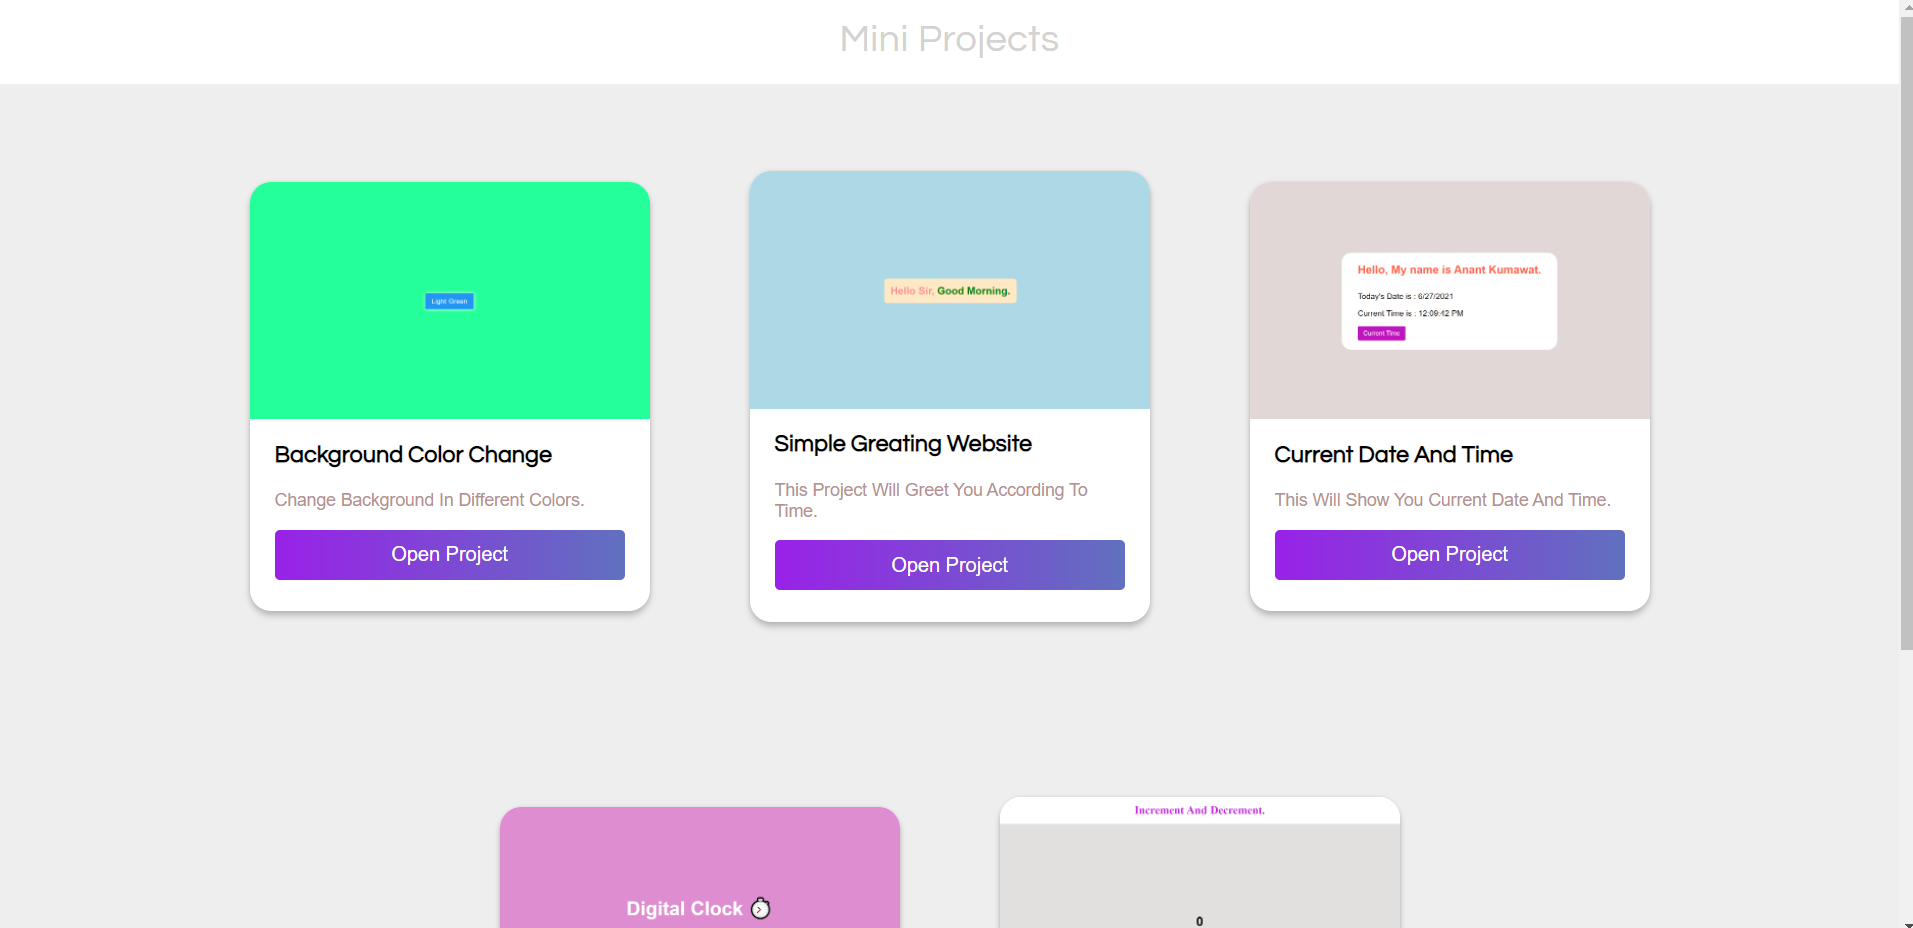 Mini Projects
Light Green
Background Color Change
Change Background In Different Colors.
Open Project
Hello Sir, Good Morning.
Simple Greating Website
This Project Will Greet You According To
Time.
Open Project
Hello, My name is Anant Kumawat.
Today's Date is : 6/27/2021
Current Time is : 12:09:42 PM
Current Time
Current Date And Time
This Will Show You Current Date And Time.
Open Project
Digital Clock
Increment And Decrement.
0